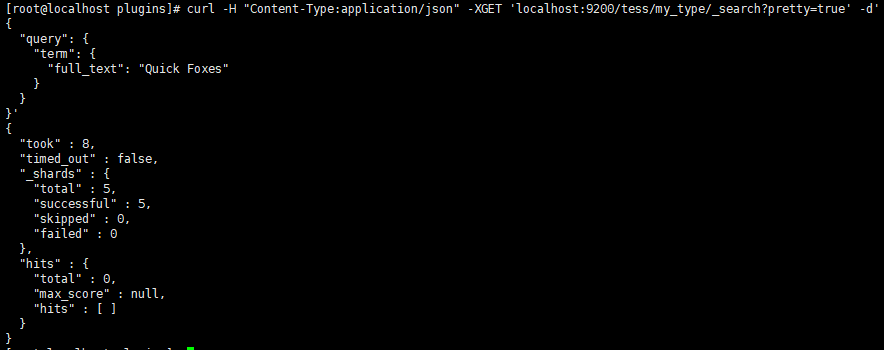 [root@localhost plugins]# curl -H "Content-Type:application/json" -XGET 'localhost:9200/tess/my_type/_search?pretty=true' -d'
{
  "query": {
    "term": {
      "full_text": "Quick Foxes"
    }
  }
}'
{
  "took" : 8,
  "timed_out" : false,
  "_shards" : {
    "total" : 5,
    "successful" : 5,
    "skipped" : 0,
    "failed" : 0
  },
  "hits" : {
    "total" : 0,
    "max_score" : null,
    "hits" : [ ]
  }
}